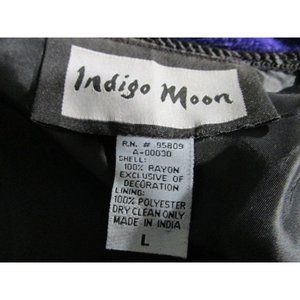 Indigo Moon
R.N. # 95809
A-00030
SHELL:
100% RAYON
EXCLUSIVE OF
DECORATION
LINING:
100% POLYESTER
DRY CLEAN ONLY
MADE IN INDIA
L